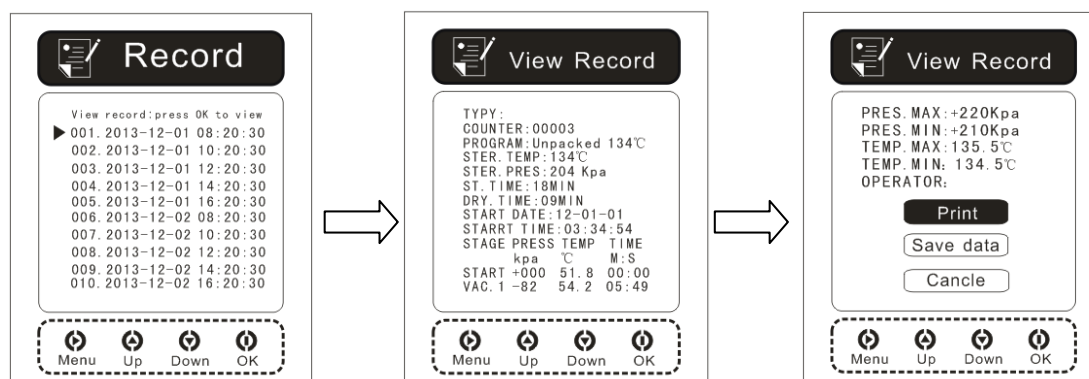 Record
View record:press OK to view
001. 2013-12-01 08:20:30
002. 2013-12-01 10:20:30
003. 2013-12-01 12:20:30
004. 2013-12-01 14:20:30
005. 2013-12-01 16:20:30
006. 2013-12-02 08:20:30
007. 2013-12-02 10:20:30
008. 2013-12-02 12:20:30
009. 2013-12-02 14:20:30
010. 2013-12-02 16:20:30
Menu Up Down OK
View Record
TYPY:
COUNTER:00003
PROGRAM:Unpacked 134℃
STER. TEMP:134℃
STER. PRES:204 Kpa
ST. TIME:18MIN
DRY. TIME:09MIN
START DATE:12-01-01
STARRT TIME:03:34:54
STAGE PRESS TEMP TIME
kpa ℃ M:S
START +000 51.8 00:00
VAC. 1 -82 54.2 05:49
Menu Up Down OK
View Record
PRES. MAX:+220Kpa
PRES. MIN:+210Kpa
TEMP. MAX:135.5℃
TEMP. MIN: 134.5℃
OPERATOR:
Print
Save data
Cancle
Menu Up Down OK